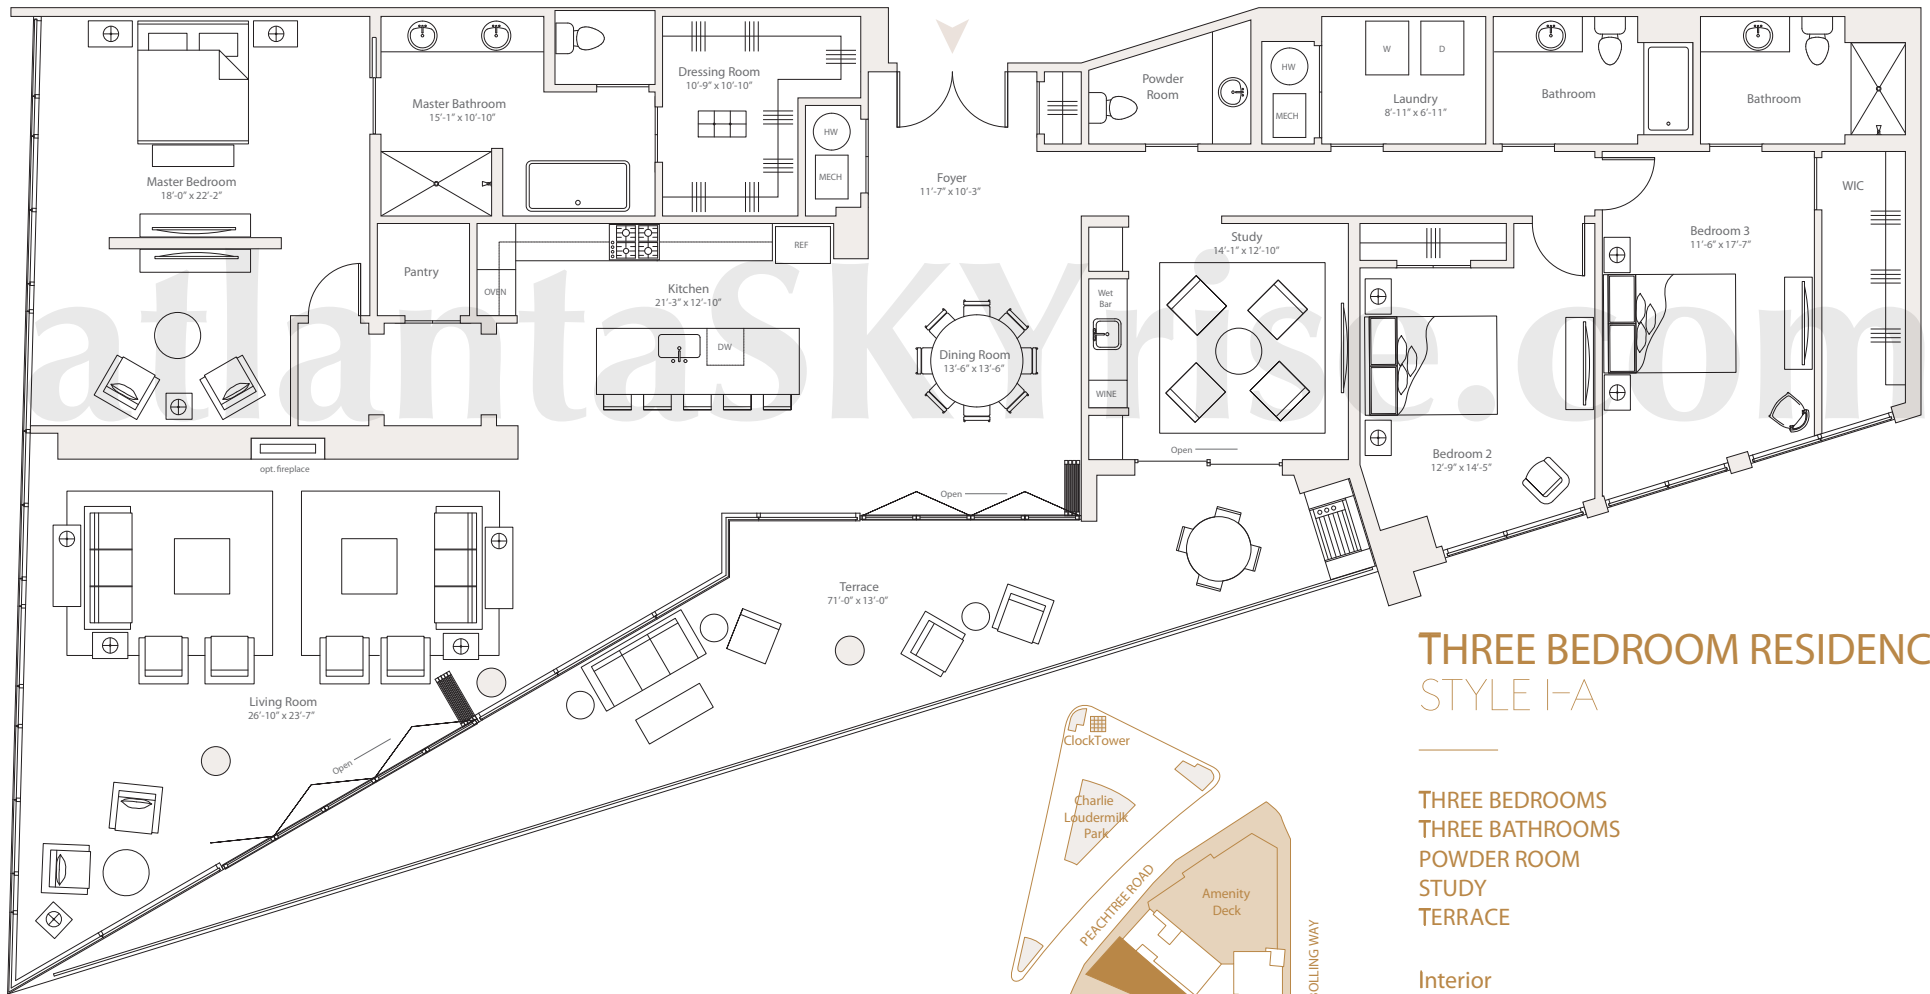 Master Bedroom
18'-0" x 22'-2"
Master Bathroom
15'-1" x 10'-10"
Dressing Room
10'-9" x 10'-10"
HW
MECH
Foyer
11'-7" x 10'-3"
Powder
Room
HW
MECH
W
D
Laundry
8'-11" x 6'-11"
Bathroom
Bathroom
WIC
Pantry
OVEN
REF
Kitchen
21'-3" x 12'-10"
DW
Dining Room
13'-6" x 13'-6"
Wet
Bar
WINE
Study
14'-1" x 12'-10"
Open
Bedroom 2
12'-9" x 14'-5"
Bedroom 3
11'-6" x 17'-7"
atlantaSKYrise.com
opt. fireplace
Open
Living Room
26'-10" x 23'-7"
Open
Terrace
71'-0" x 13'-0"
THREE BEDROOM RESIDENC
STYLE I-A
THREE BEDROOMS
THREE BATHROOMS
POWDER ROOM
STUDY
TERRACE
Interior
ClockTower
Charlie
Loudermilk
Park
PEACHTREE ROAD
Amenity
Deck
BOLLING WAY